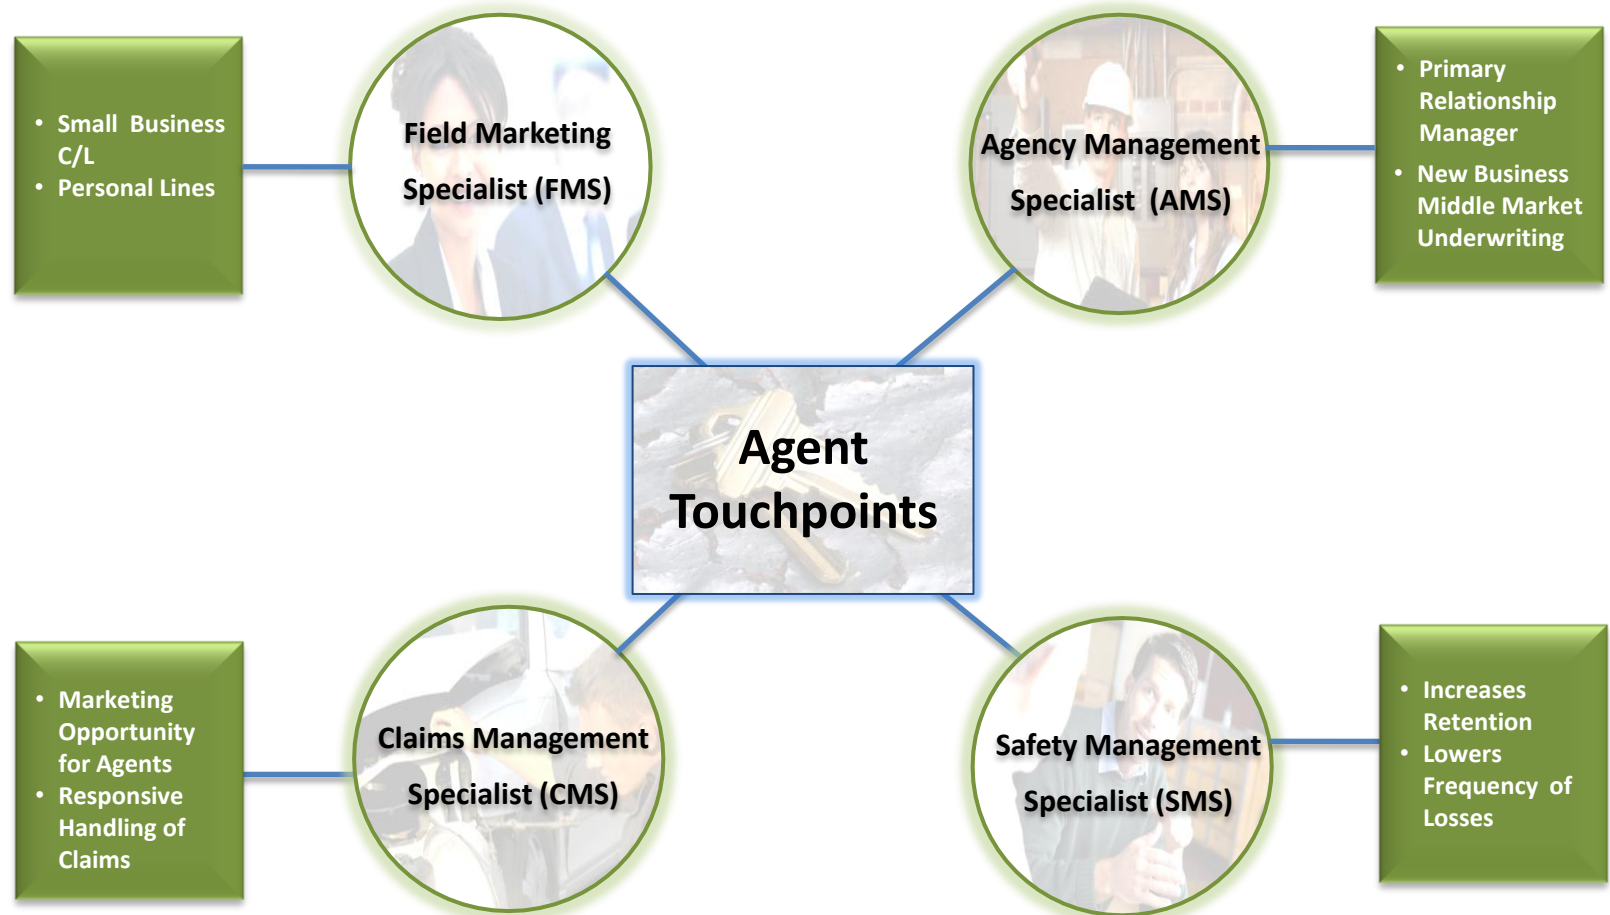 • Small Business
C/L
• Personal Lines
Field Marketing
Specialist (FMS)
Agency Management
Specialist (AMS)
• Primary
Relationship
Manager
• New Business
Middle Market
Underwriting
Agent
Touchpoints
• Marketing
Opportunity
for Agents
• Responsive
Handling of
Claims
Claims Management
Specialist (CMS)
Safety Management
Specialist (SMS)
• Increases
Retention
• Lowers
Frequency of
Losses